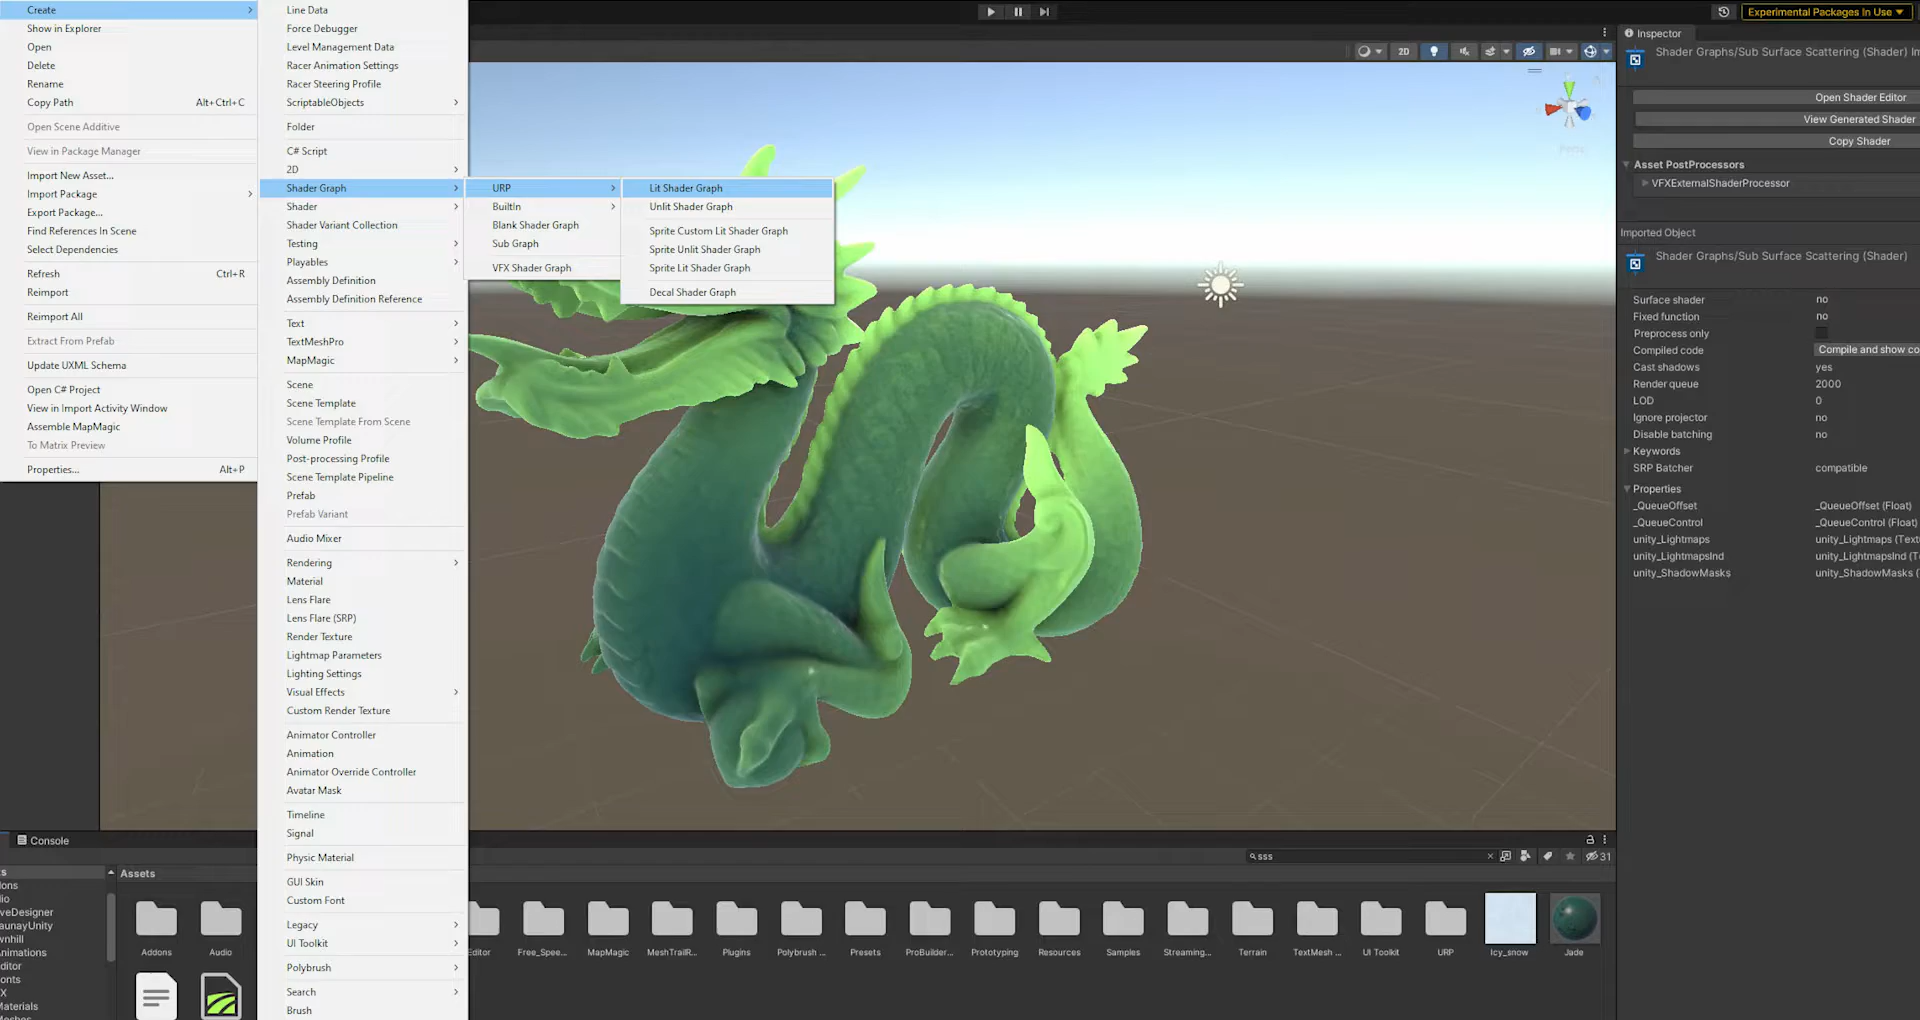 Create
Show in Explorer
Open
Delete
Rename
Copy Path Alt+Ctrl+C
Open Scene Additive
View in Package Manager
Import New Asset...
Import Package
Export Package...
Find References In Scene
Select Dependencies
Refresh Ctrl+R
Reimport
Reimport All
Extract From Prefab
Update UXML Schema
Open C# Project
View in Import Activity Window
Assemble MapMagic
To Matrix Preview
Properties... Alt+P
Line Data
Force Debugger
Level Management Data
Racer Animation Settings
Racer Steering Profile
ScriptableObjects
Folder
C# Script
2D
Shader Graph
Shader
Shader Variant Collection
Testing
Playables
Assembly Definition
Assembly Definition Reference
Text
TextMeshPro
MapMagic
Scene
Scene Template
Scene Template From Scene
Volume Profile
Post-processing Profile
Scene Template Pipeline
Prefab
Prefab Variant
Audio Mixer
Rendering
Material
Lens Flare
Lens Flare (SRP)
Render Texture
Lightmap Parameters
Lighting Settings
Visual Effects
Custom Render Texture
Animator Controller
Animation
Animator Override Controller
Avatar Mask
Timeline
Signal
Physic Material
GUI Skin
Custom Font
Legacy
UI Toolkit
Polybrush
Search
Brush
URP
BuiltIn
Blank Shader Graph
Sub Graph
VFX Shader Graph
Lit Shader Graph
Unlit Shader Graph
Sprite Custom Lit Shader Graph
Sprite Unlit Shader Graph
Sprite Lit Shader Graph
Decal Shader Graph
2D
Persp
Experimental Packages In Use
Inspector
Shader Graphs/Sub Surface Scattering (Shader) Im
Open Shader Editor
View Generated Shader
Copy Shader
Asset PostProcessors
VFXExternalShaderProcessor
Imported Object
Shader Graphs/Sub Surface Scattering (Shader)
Surface shader no
Fixed function no
Preprocess only
Compiled code Compile and show co
Cast shadows yes
Render queue 2000
LOD 0
Ignore projector no
Disable batching no
Keywords
SRP Batcher compatible
Properties
_QueueOffset _QueueOffset (Float)
_QueueControl _QueueControl (Float)
unity_Lightmaps unity_Lightmaps (Text
unity_LightmapsInd unity_LightmapsInd (T
unity_ShadowMasks unity_ShadowMasks (
Console
sss
31
s
ons
io
veDesigner
aunayUnity
wnhill
nimations
ditor
onts
X
Materials
Assets
Addons
Audio
Editor
Free_Spee...
MapMagic
MeshTrailR...
Plugins
Polybrush ...
Presets
ProBuilder...
Prototyping
Resources
Samples
Streaming...
Terrain
TextMesh ...
UI Toolkit
URP
Icy_snow
Jade